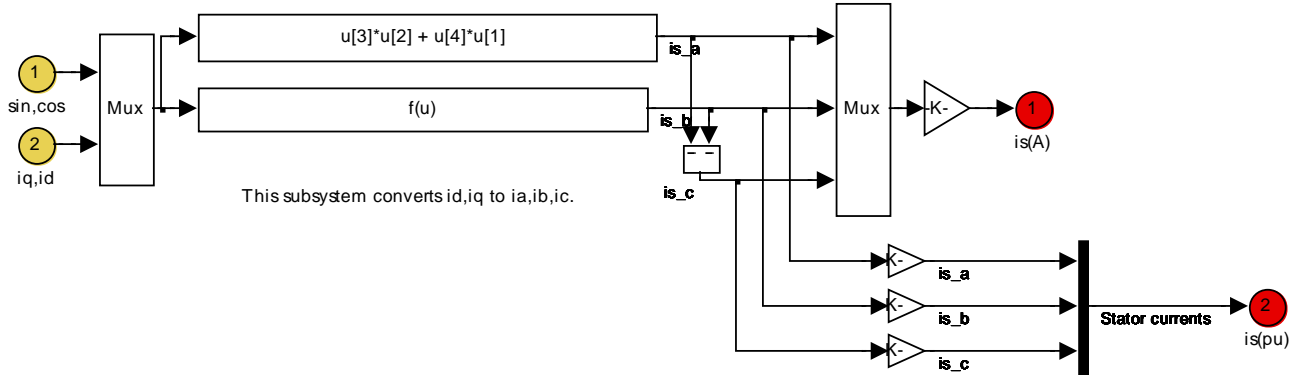 u[3]*u[2] + u[4]*u[1]
is_a
1
sin,cos
Mux
f(u)
is_b
Mux
-K-
1
is(A)
2
iq,id
- -
is_c
This subsystem converts id,iq to ia,ib,ic.
K-
is_a
K-
is_b
Stator currents
2
is(pu)
K-
is_c